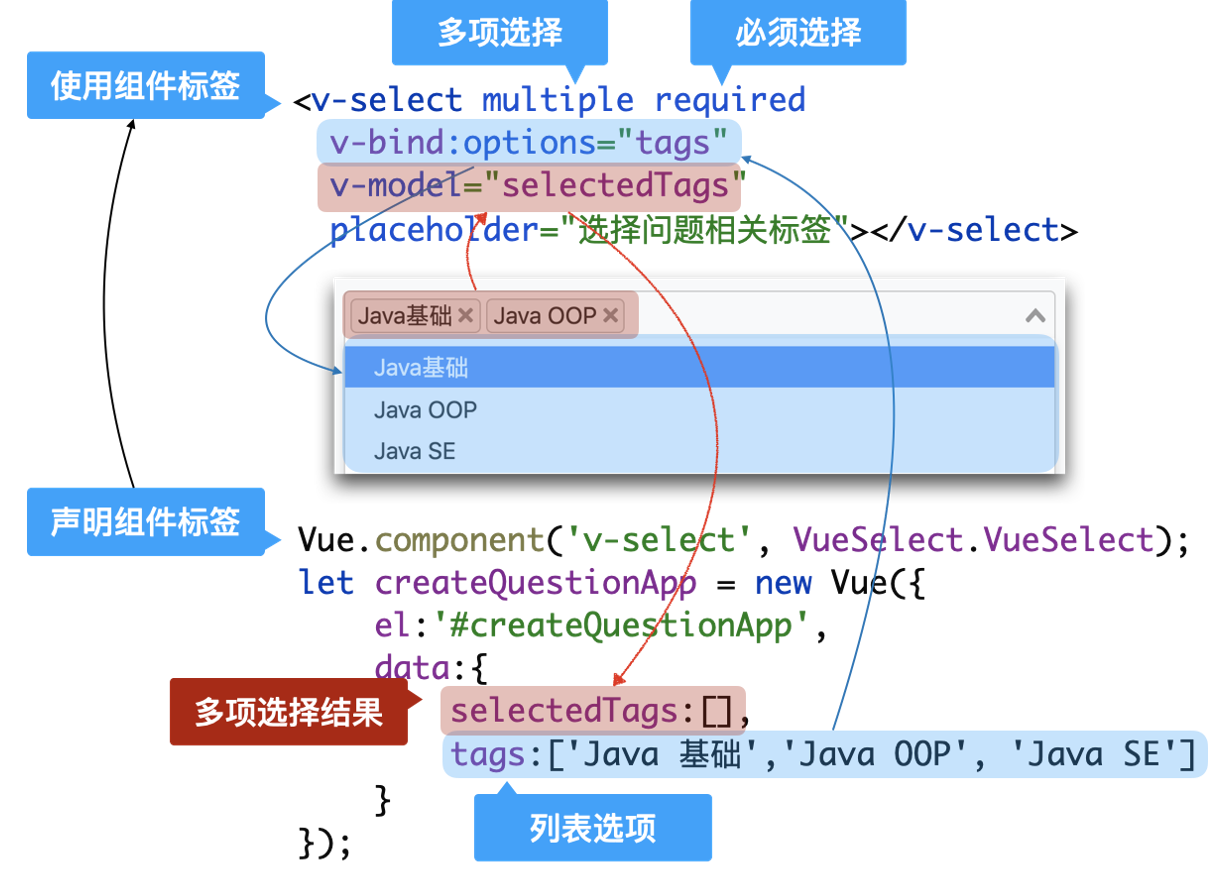 多项选择
必须选择
使用组件标签
<v-select multiple required
v-bind:options="tags"
v-model="selectedTags"
placeholder="选择问题相关标签"></v-select>
Java基础 × Java OOP ×
Java基础
Java OOP
Java SE
声明组件标签
Vue.component('v-select', VueSelect.VueSelect);
let createQuestionApp = new Vue({
el:'#createQuestionApp',
data:{
多项选择结果
selectedTags:[],
tags:['Java 基础','Java OOP', 'Java SE']
}
列表选项
});